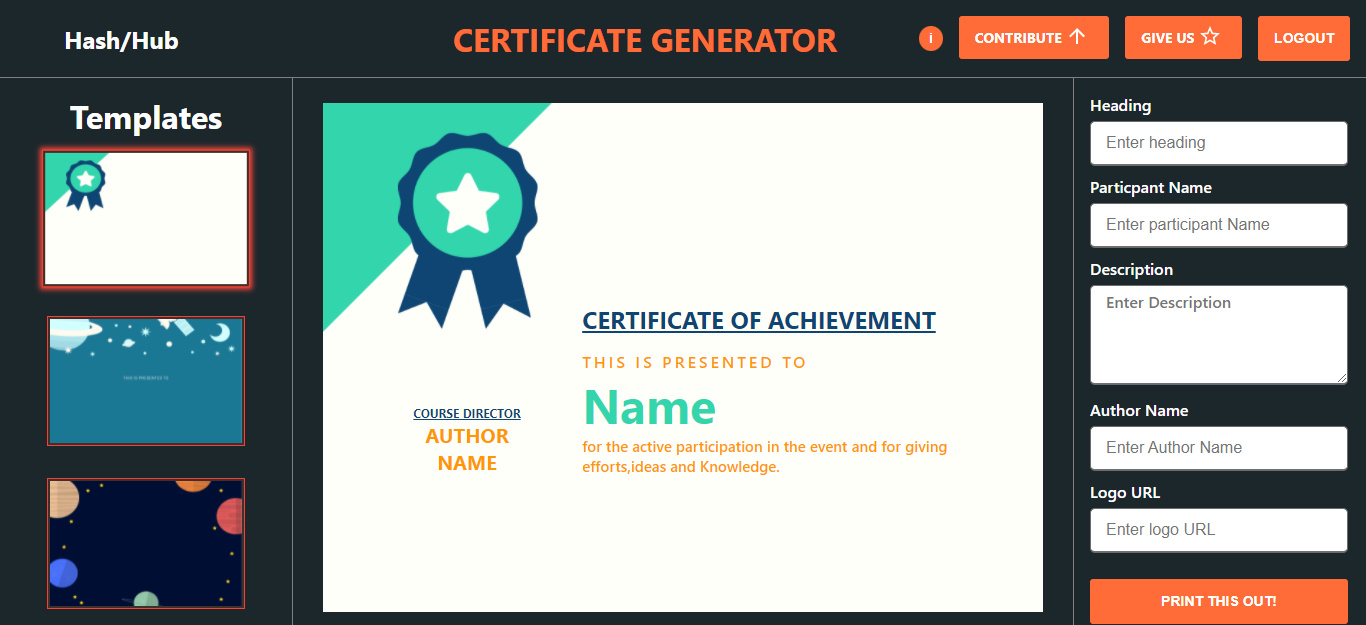 Hash/Hub
CERTIFICATE GENERATOR
i
CONTRIBUTE
GIVE US
LOGOUT
Templates
THIS IS PRESENTED TO
CERTIFICATE OF ACHIEVEMENT
THIS IS PRESENTED TO
Name
for the active participation in the event and for giving
efforts,ideas and Knowledge.
COURSE DIRECTOR
AUTHOR
NAME
Heading
Enter heading
Particpant Name
Enter participant Name
Description
Enter Description
Author Name
Enter Author Name
Logo URL
Enter logo URL
PRINT THIS OUT!